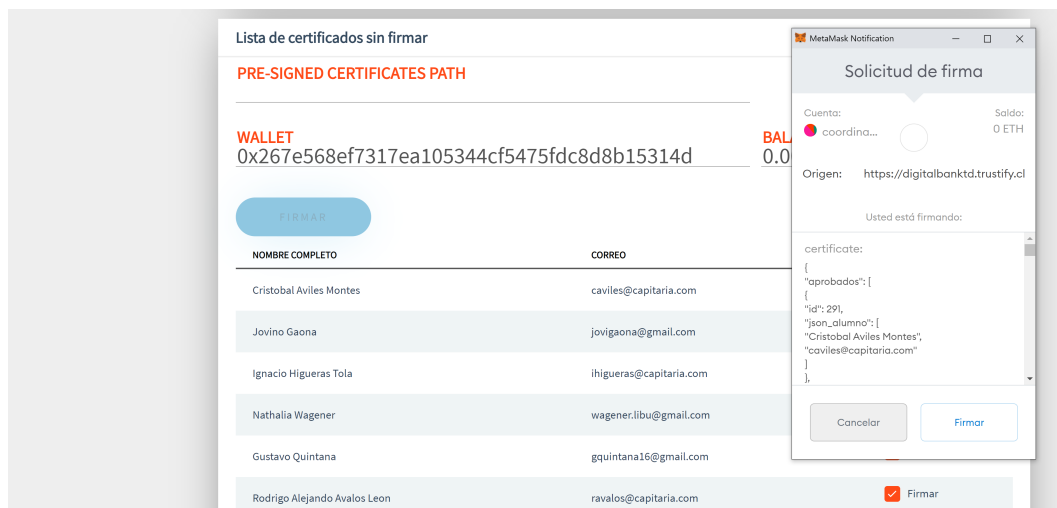 Lista de certificados sin firmar
PRE-SIGNED CERTIFICATES PATH
WALLET
0x267e568ef7317ea105344cf5475fdc8d8b15314d
0.0
FIRMAR
NOMBRE COMPLETO CORREO
Cristobal Aviles Montes caviles@capitaria.com
Jovino Gaona jovigaona@gmail.com
Ignacio Higueras Tola ihigueras@capitaria.com
Nathalia Wagener wagener.libu@gmail.com
Gustavo Quintana gquintana16@gmail.com
Rodrigo Alejando Avalos Leon ravalos@capitaria.com Firmar
MetaMask Notification
Solicitud de firma
Cuenta: Saldo:
coordina... 0 ETH
Origen: https://digitalbanktd.trustify.cl
Usted está firmando:
certificate:
{
"aprobados": [
{
"id": 291,
"json_alumno": [
"Cristobal Aviles Montes",
"caviles@capitaria.com"
]
},
Cancelar Firmar